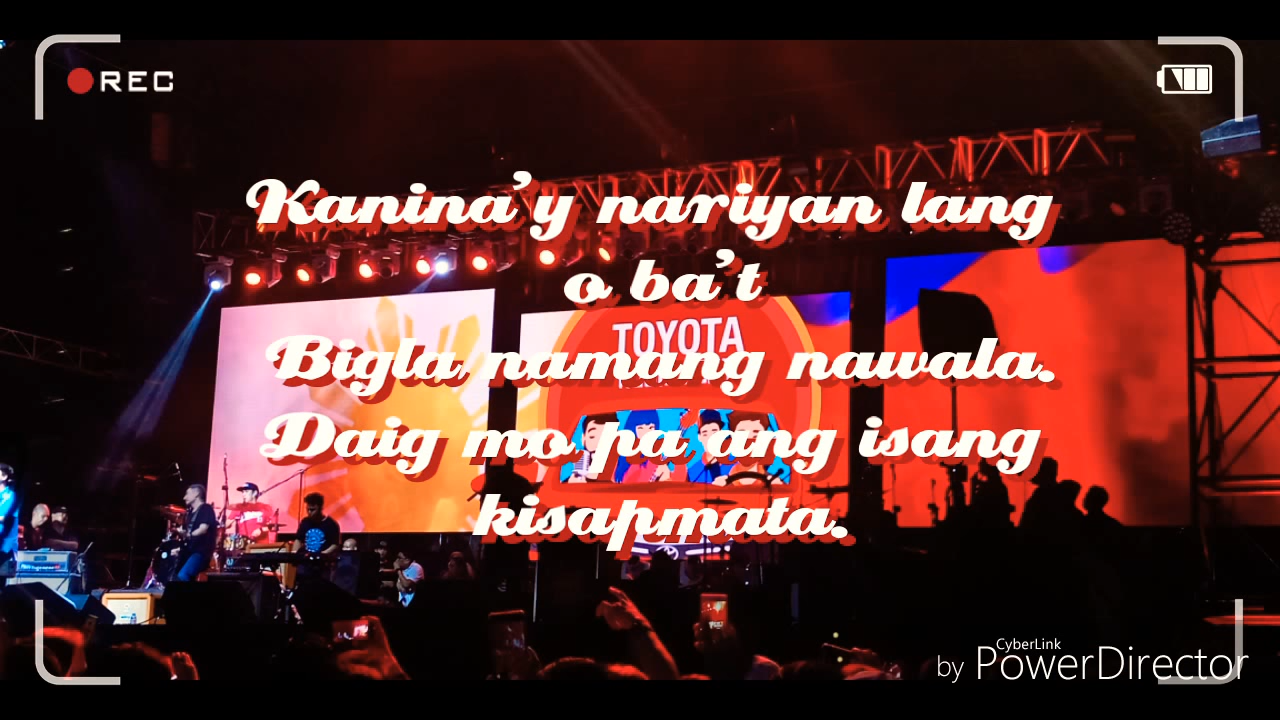 REC
Kanina'y nariyan lang
o ba't
TOYOTA
Bigla namang nawala.
Daig mo pa ang isang
kisapmata.
CyberLink
by PowerDirector